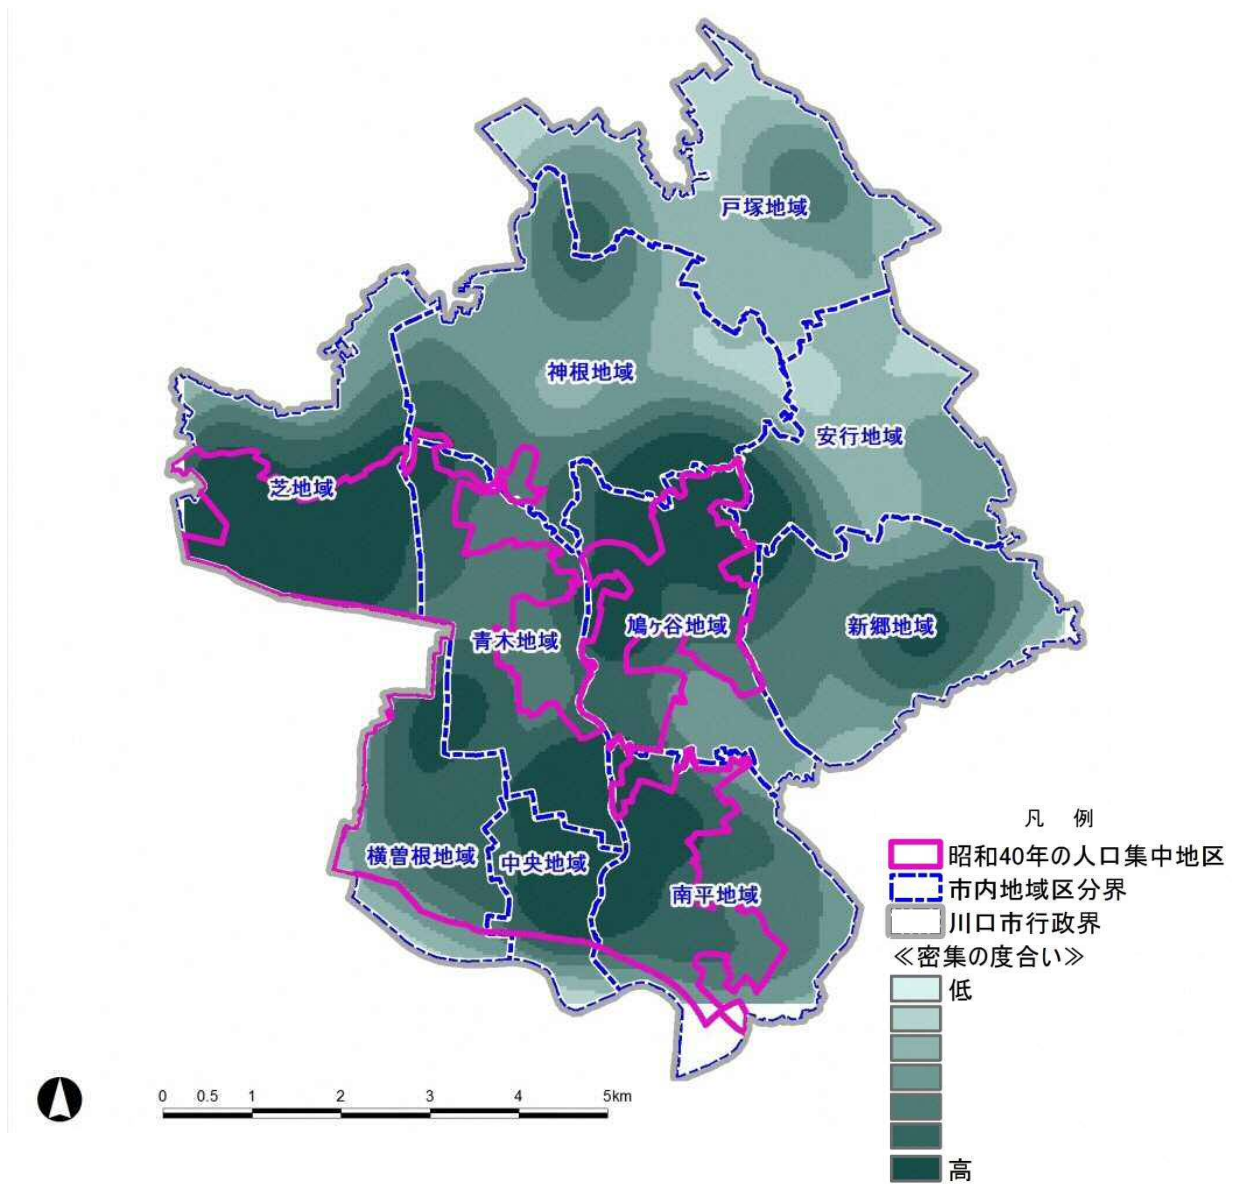 戸塚地域
神根地域
安行地域
芝地域
鳩ヶ谷地域
新郷地域
青木地域
横曽根地域
中央地域
南平地域
凡 例
昭和40年の人口集中地区
市内地域区分界
川口市行政界
≪密集の度合い≫
低
高
0 0.5 1 2 3 4 5km